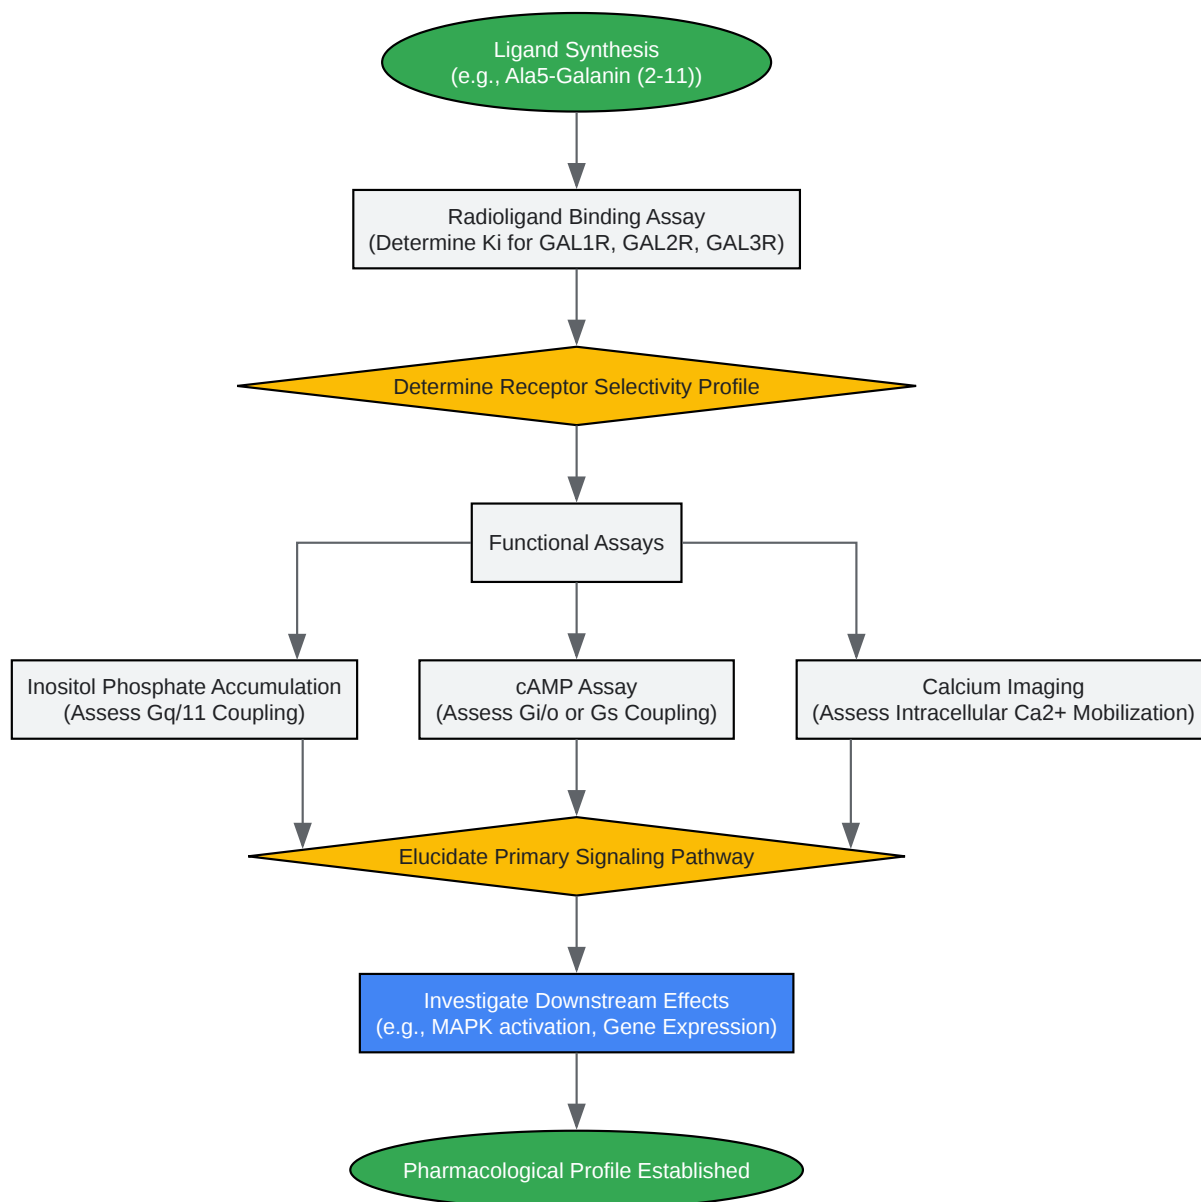 Ligand Synthesis
(e.g., Ala5-Galanin (2-11))
Radioligand Binding Assay
(Determine Ki for GAL1R, GAL2R, GAL3R)
Determine Receptor Selectivity Profile
Functional Assays
Inositol Phosphate Accumulation
(Assess Gq/11 Coupling)
cAMP Assay
(Assess Gi/o or Gs Coupling)
Calcium Imaging
(Assess Intracellular Ca2+ Mobilization)
Elucidate Primary Signaling Pathway
Investigate Downstream Effects
(e.g., MAPK activation, Gene Expression)
Pharmacological Profile Established